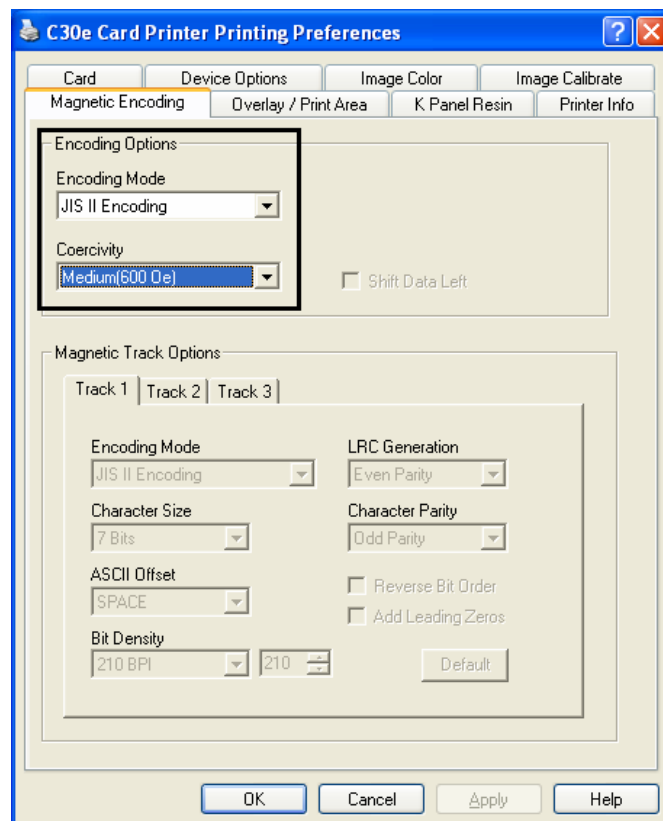 C30e Card Printer Printing Preferences
Card Device Options Image Color Image Calibrate
Magnetic Encoding Overlay / Print Area K Panel Resin Printer Info
Encoding Options
Encoding Mode
JIS II Encoding
Coercivity
Medium(600 Oe)
Shift Data Left
Magnetic Track Options
Track 1 Track 2 Track 3
Encoding Mode LRC Generation
JIS II Encoding Even Parity
Character Size Character Parity
7 Bits Odd Parity
ASCII Offset
SPACE
Reverse Bit Order
Add Leading Zeros
Bit Density
210 BPI 210 Default
OK Cancel Apply Help